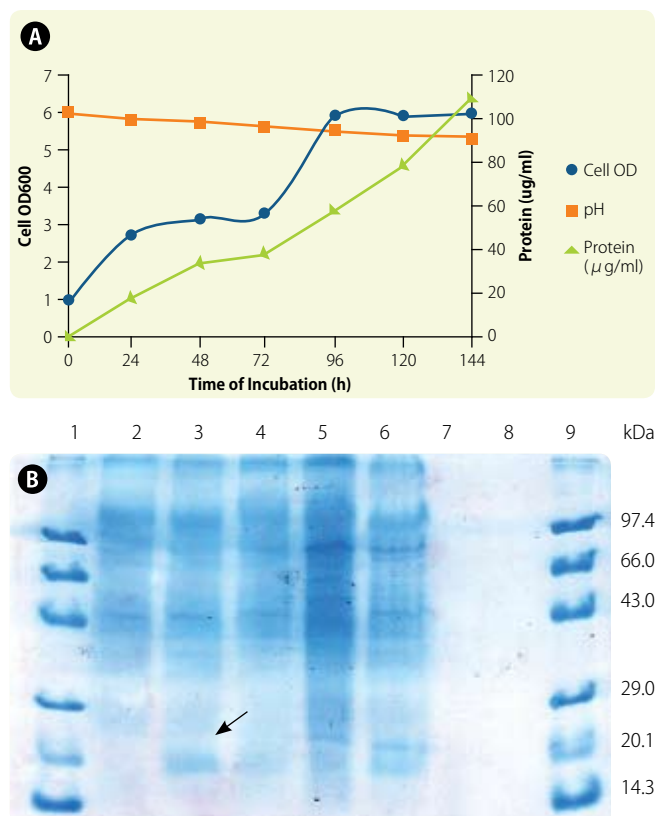 A
7
6
5
4
3
2
1
0
Cell OD600
120
100
80
60
40
20
0
Protein (ug/ml)
0 24 48 72 96 120 144
Time of Incubation (h)
Cell OD
pH
Protein
(μg/ml)
1 2 3 4 5 6 7 8 9 kDa
B
97.4
66.0
43.0
29.0
20.1
14.3